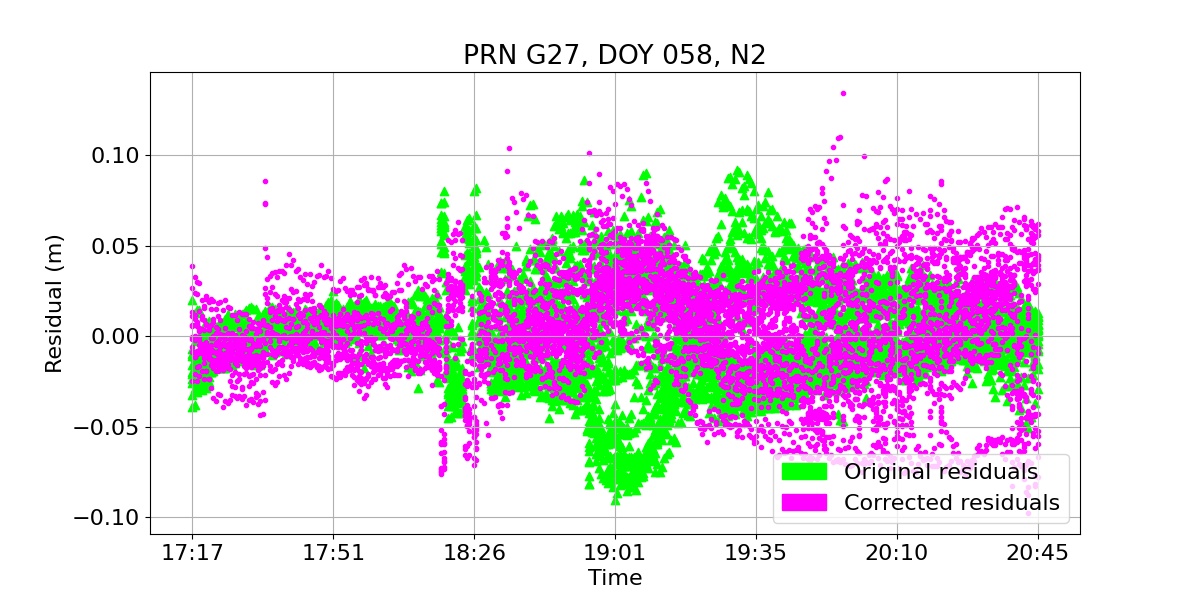 PRN G27, DOY 058, N2
Residual (m)
0.10
0.05
0.00
−0.05
−0.10
Original residuals
Corrected residuals
17:17 17:51 18:26 19:01 19:35 20:10 20:45
Time